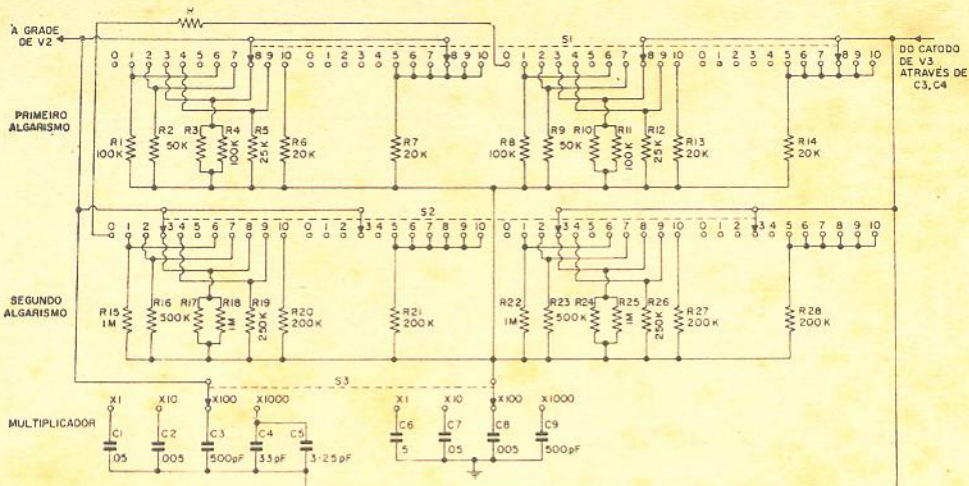 R
À GRADE
DE V2
S1
DO CATODO
DE V3
ATRAVÉS DE
C3, C4
0 1 2 3 4 5 6 7 8 9 10 0 1 2 3 4 5 6 7 8 9 10 0 1 2 3 4 5 6 7 8 9 10 0 1 2 3 4 5 6 7 8 9 10
PRIMEIRO
ALGARISMO
R1
100K
R2
50K
R3
R4
100K
R5
25K
R6
20K
R7
20K
R8
100K
R9
50K
R10
R11
100K
R12
25K
R13
20K
R14
20K
S2
0 1 2 3 4 5 6 7 8 9 10 0 1 2 3 4 5 6 7 8 9 10 0 1 2 3 4 5 6 7 8 9 10 0 1 2 3 4 5 6 7 8 9 10
SEGUNDO
ALGARISMO
R15
1M
R16
500K
R17
R18
1M
R19
250K
R20
200K
R21
200K
R22
1M
R23
500K
R24
R25
1M
R26
250K
R27
200K
R28
200K
S3
MULTIPLICADOR
X1 X10 X100 X1000 X1 X10 X100 X1000
C1
.05
C2
.005
C3
500pF
C4
33pF
C5
3-25pF
C6
.5
C7
.05
C8
.005
C9
500pF